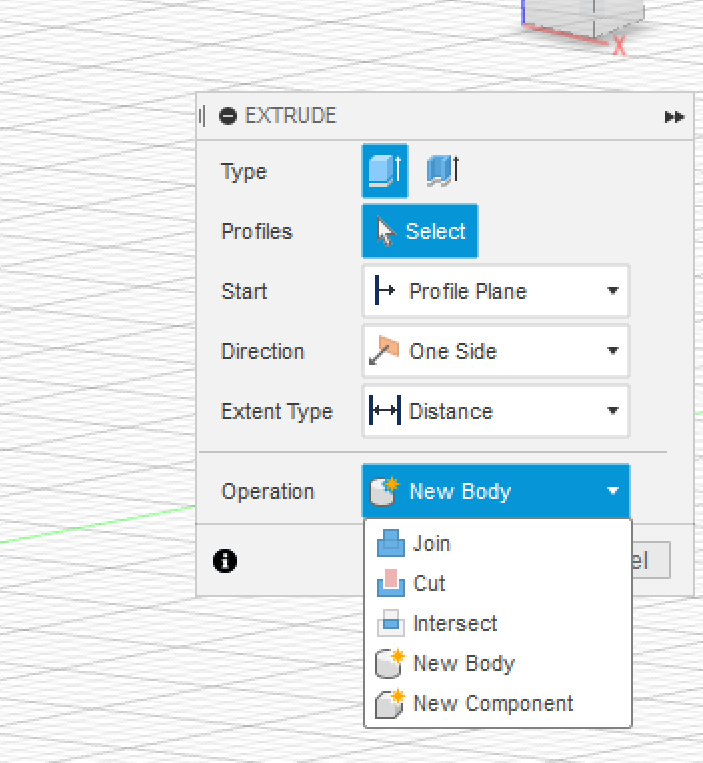 X
EXTRUDE
Type
Profiles Select
Start Profile Plane
Direction One Side
Extent Type Distance
Operation New Body
Join
el
Cut
Intersect
New Body
New Component